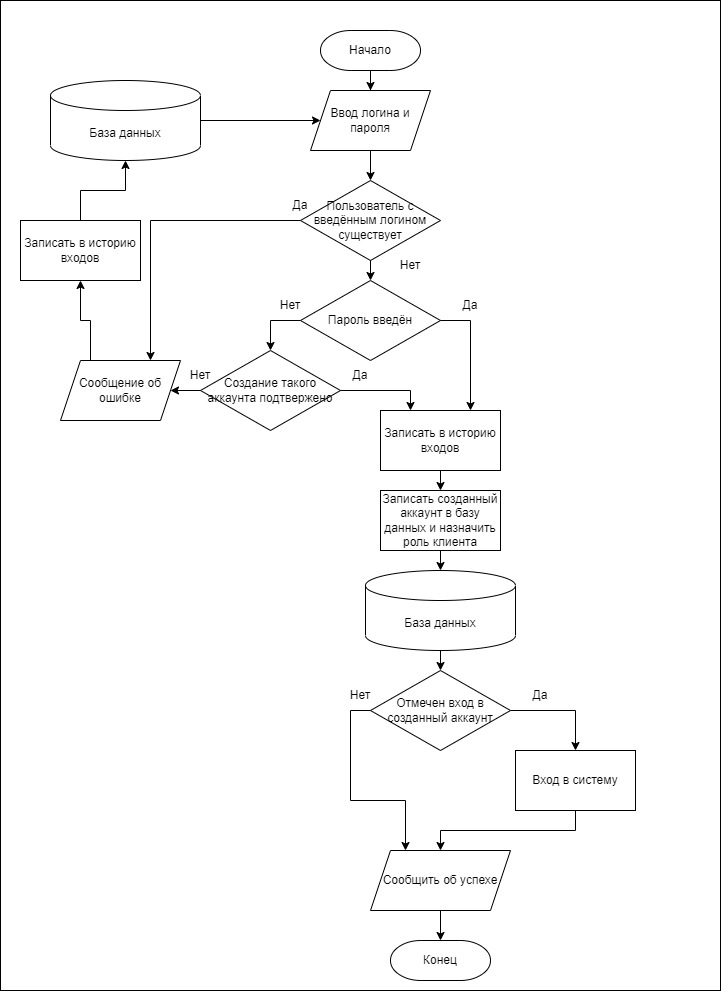 Начало
База данных
Ввод логина и
пароля
Да
Пользователь с
введённым логином
существует
Записать в историю
входов
Нет
Нет
Пароль введён
Да
Сообщение об
ошибке
Нет
Создание такого
аккаунта подтвержено
Да
Записать в историю
входов
Записать созданный
аккаунт в базу
данных и назначить
роль клиента
База данных
Нет
Отмечен вход в
созданный аккаунт
Да
Вход в систему
Сообщить об успехе
Конец